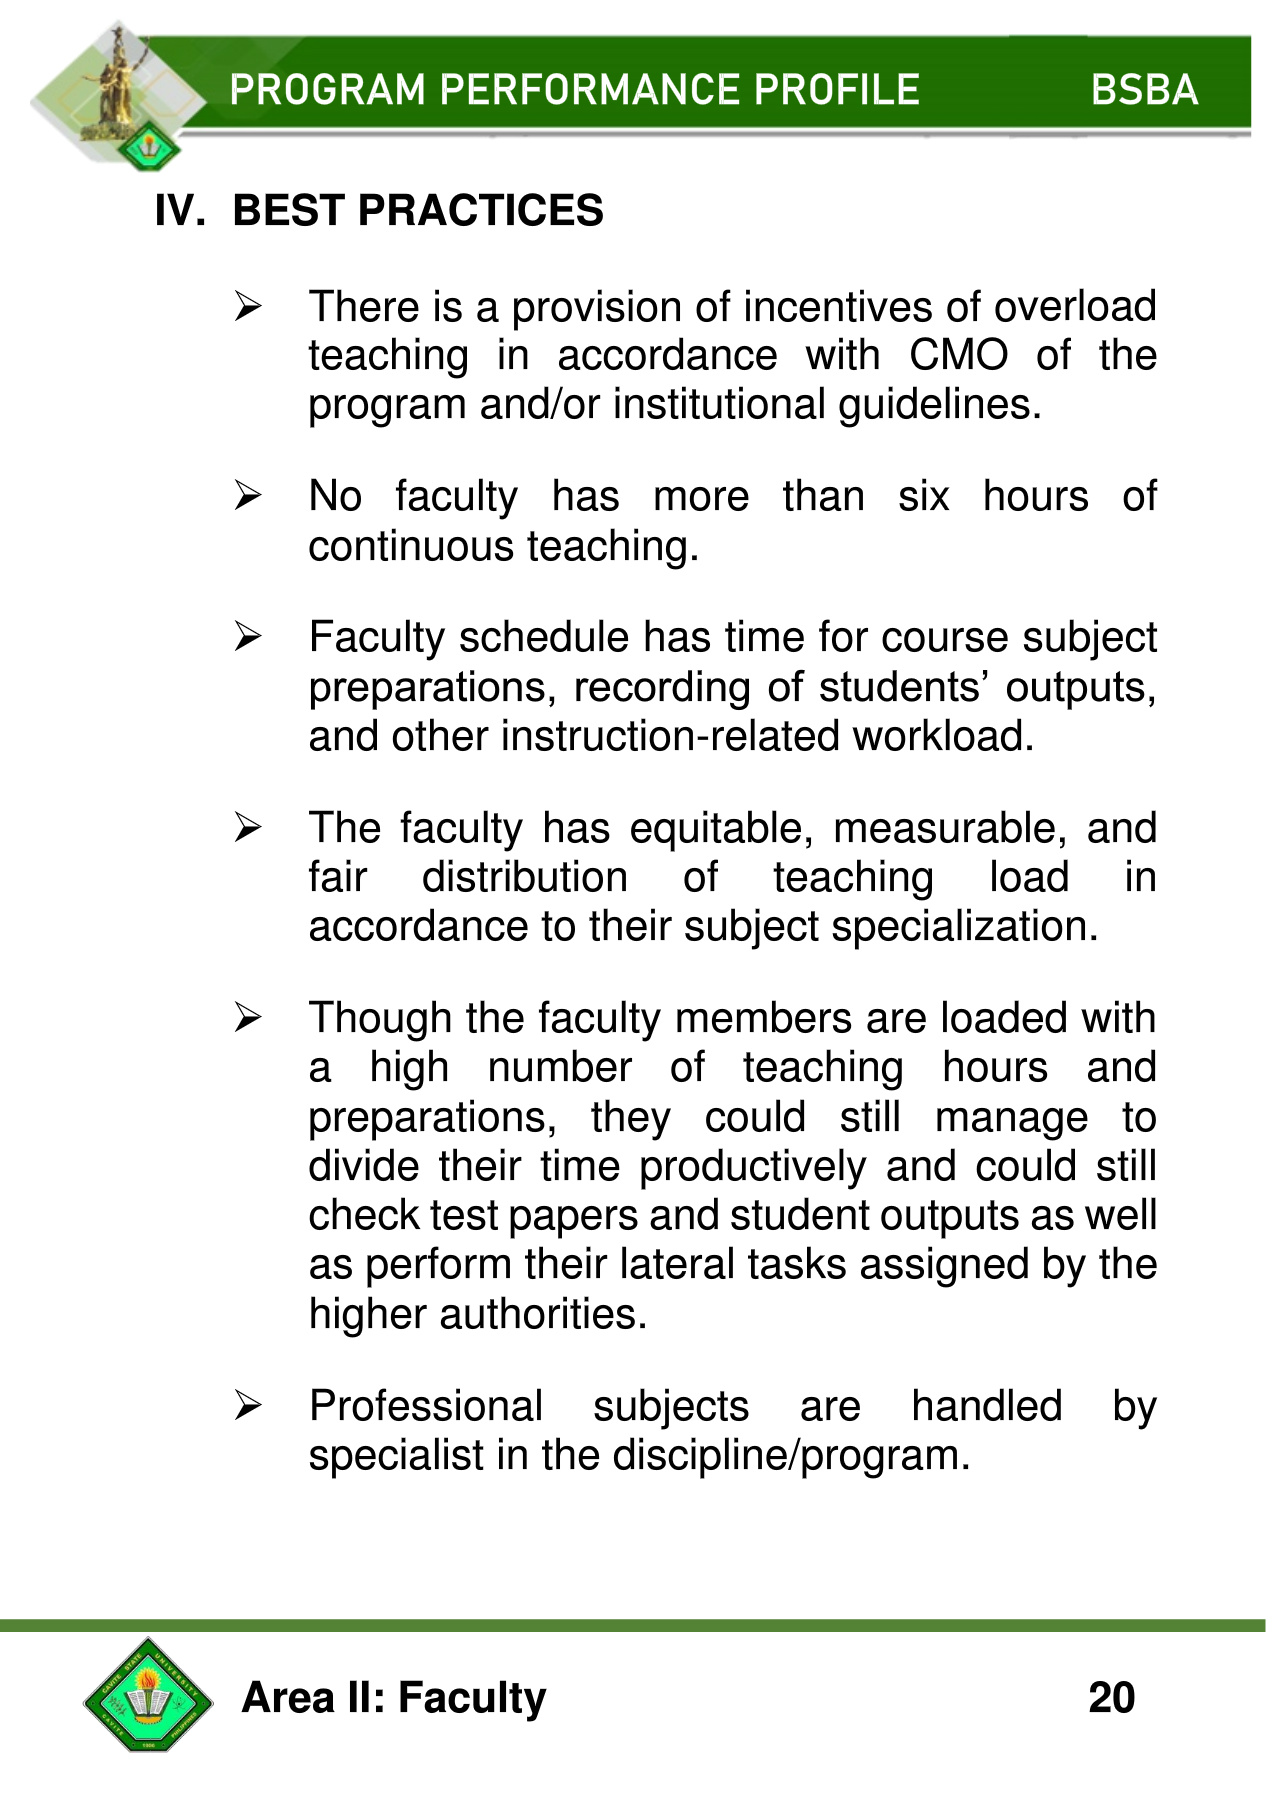 PROGRAM PERFORMANCE PROFILE BSBA
IV. BEST PRACTICES
➢ There is a provision of incentives of overload
teaching in accordance with CMO of the
program and/or institutional guidelines.
➢ No faculty has more than six hours of
continuous teaching.
➢ Faculty schedule has time for course subject
preparations, recording of students’ outputs,
and other instruction-related workload.
➢ The faculty has equitable, measurable, and
fair distribution of teaching load in
accordance to their subject specialization.
➢ Though the faculty members are loaded with
a high number of teaching hours and
preparations, they could still manage to
divide their time productively and could still
check test papers and student outputs as well
as perform their lateral tasks assigned by the
higher authorities.
➢ Professional subjects are handled by
specialist in the discipline/program.
CAVITE STATE UNIVERSITY
CAVITE
PHILIPPINES
1906
Area II: Faculty 20